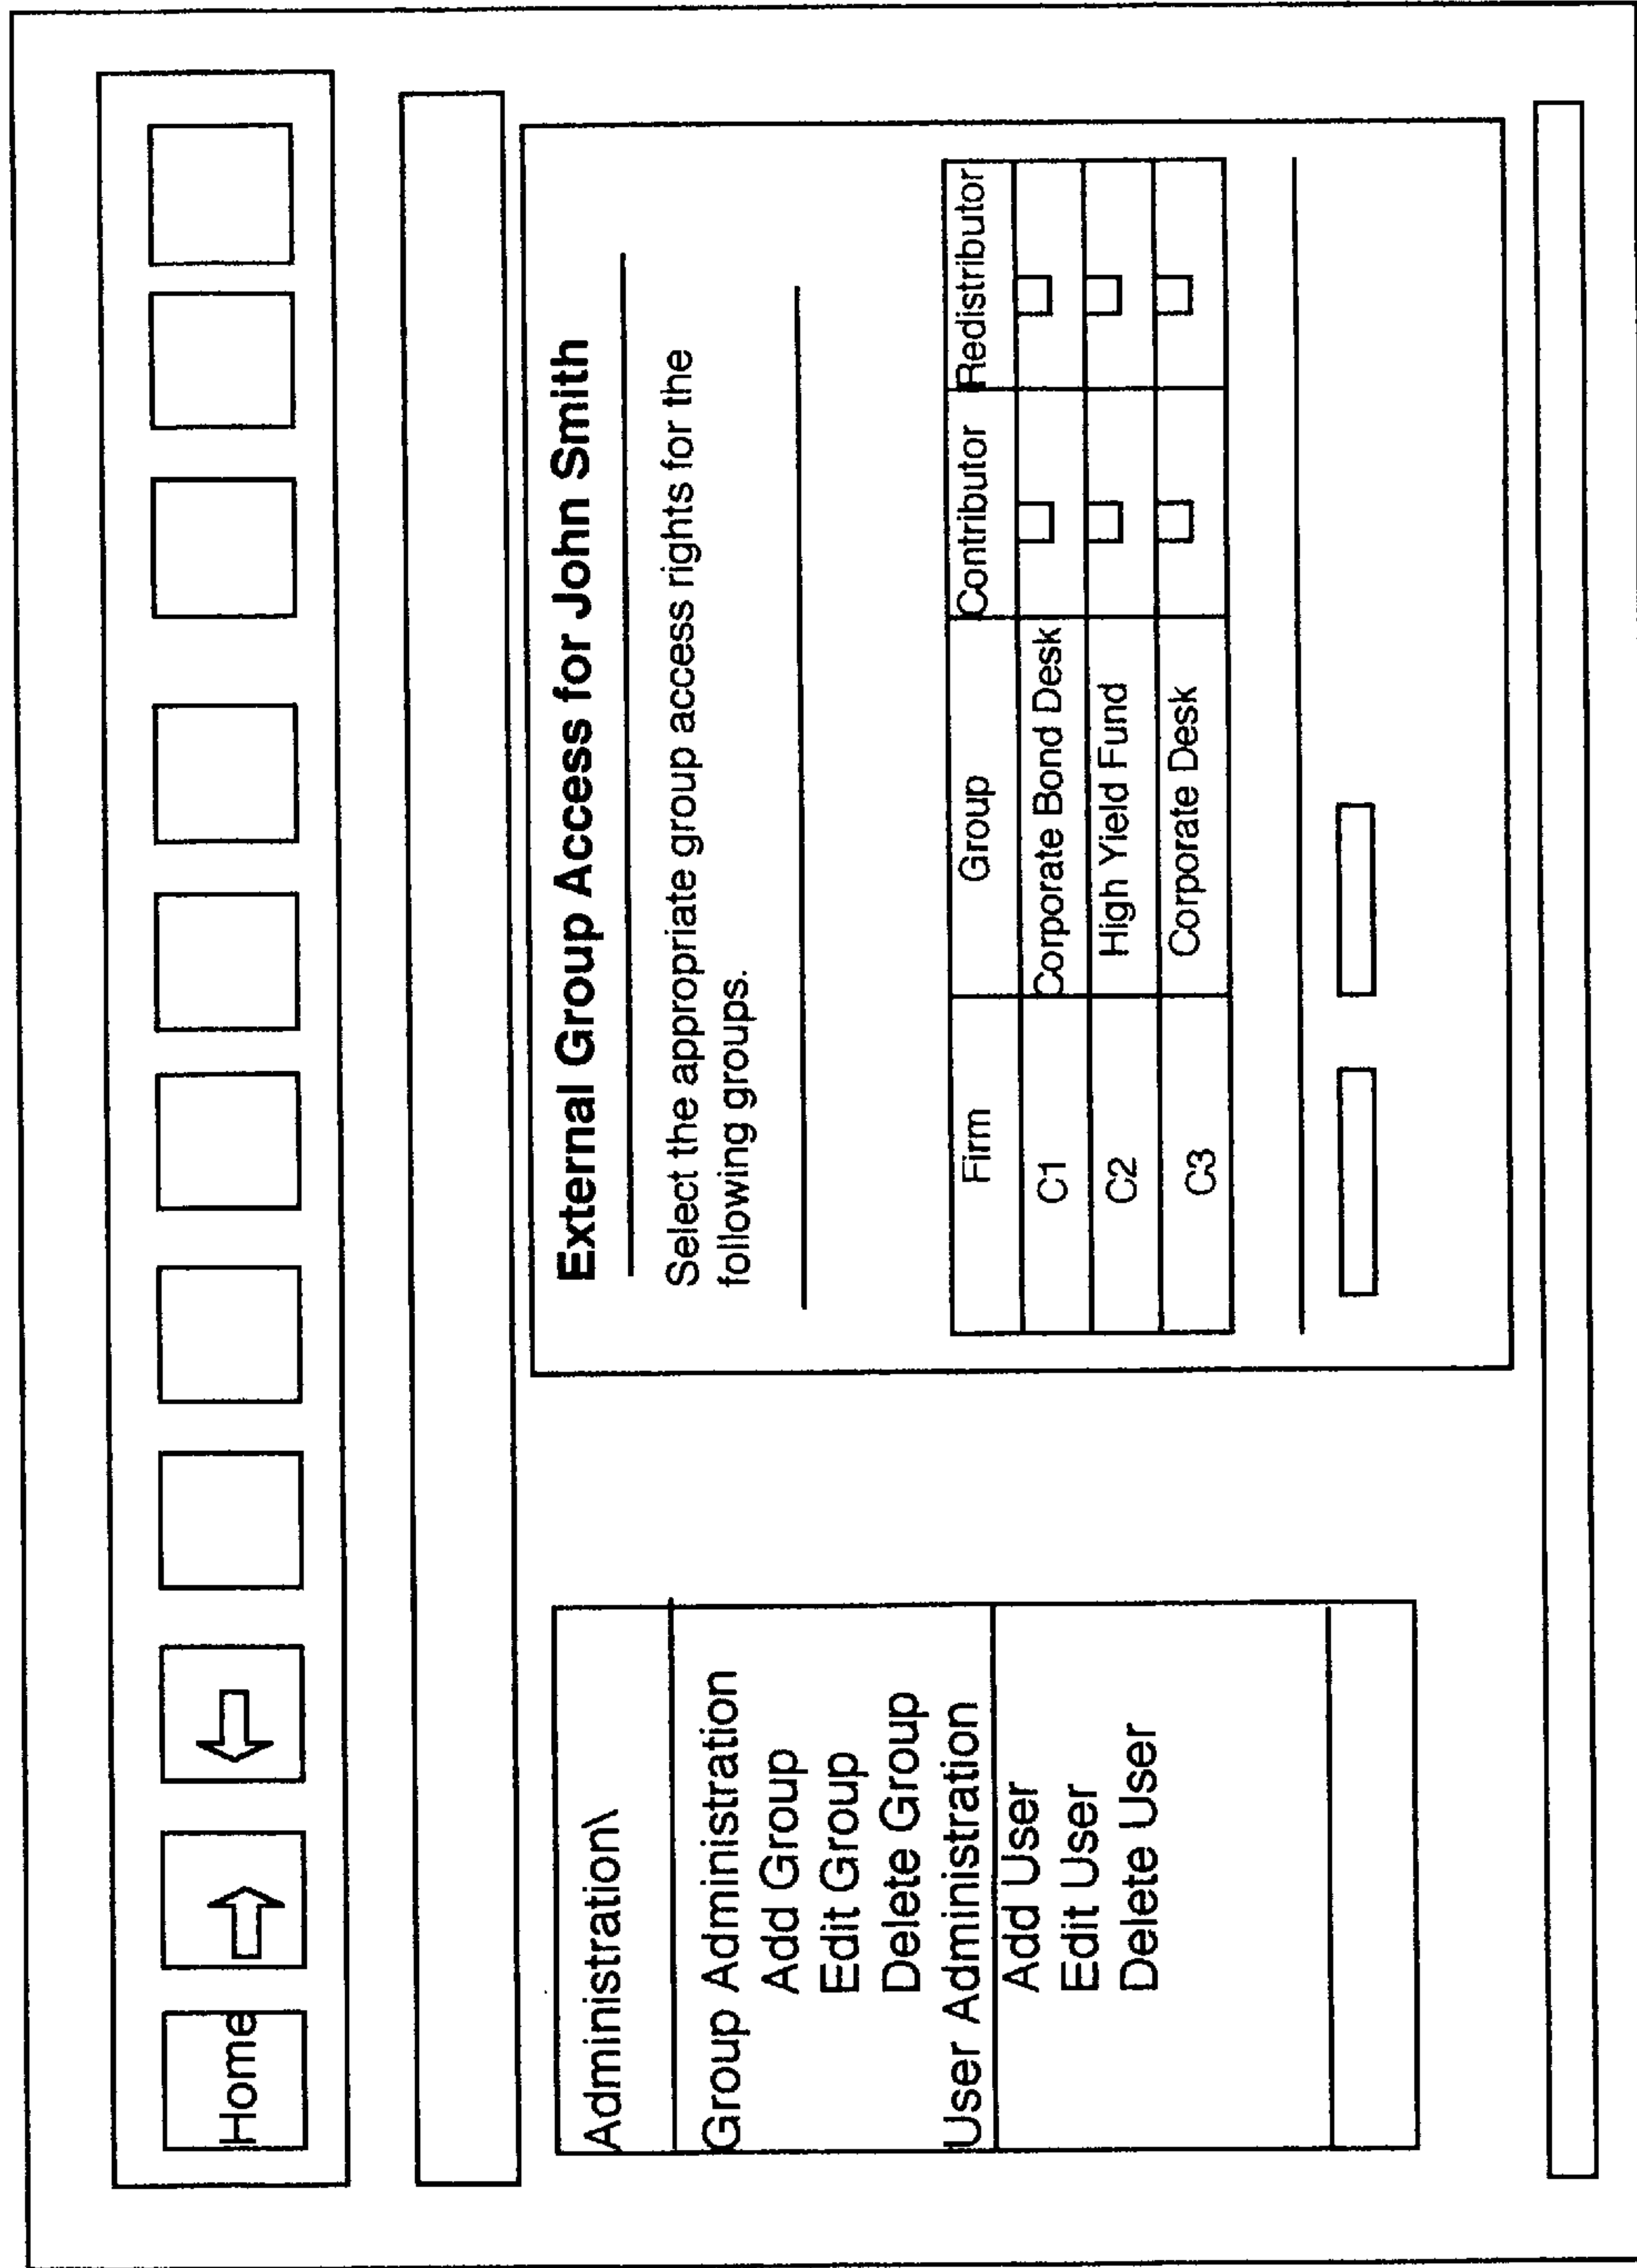 Home
Administration\
Group Administration
Add Group
Edit Group
Delete Group
User Administration
Add User
Edit User
Delete User
External Group Access for John Smith
Select the appropriate group access rights for the
following groups.
Firm Group Contributor Redistributor
C1 Corporate Bond Desk
C2 High Yield Fund
C3 Corporate Desk